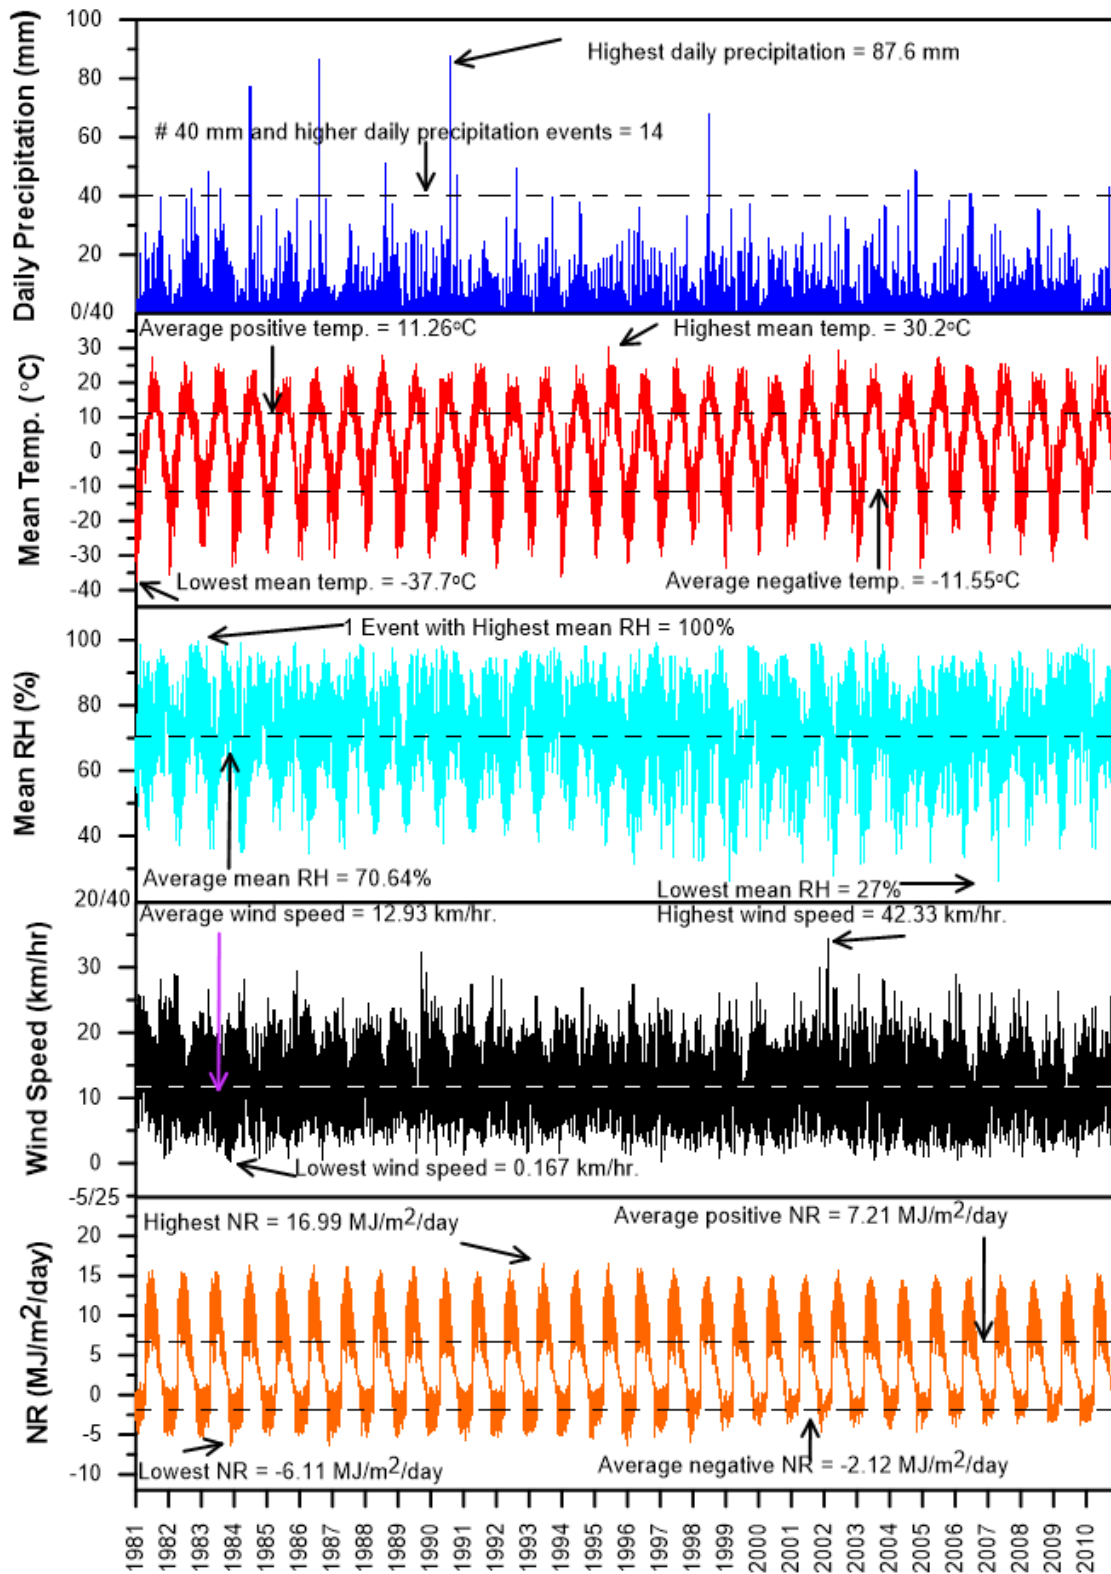 Daily Precipitation (mm)
100
80
60
40
20
0/40
Highest daily precipitation = 87.6 mm
# 40 mm and higher daily precipitation events = 14
Mean Temp. (°C)
30
20
10
0
-10
-20
-30
-40
Average positive temp. = 11.26°C
Highest mean temp. = 30.2°C
Lowest mean temp. = -37.7°C
Average negative temp. = -11.55°C
Mean RH (%)
100
80
60
40
20/40
1 Event with Highest mean RH = 100%
Average mean RH = 70.64%
Lowest mean RH = 27%
Wind Speed (km/hr)
30
20
10
0
-5/25
Average wind speed = 12.93 km/hr.
Highest wind speed = 42.33 km/hr.
Lowest wind speed = 0.167 km/hr.
NR (MJ/m²/day)
20
15
10
5
0
-5
-10
Highest NR = 16.99 MJ/m²/day
Average positive NR = 7.21 MJ/m²/day
Lowest NR = -6.11 MJ/m²/day
Average negative NR = -2.12 MJ/m²/day
1981
1982
1983
1984
1985
1986
1987
1988
1989
1990
1991
1992
1993
1994
1995
1996
1997
1998
1999
2000
2001
2002
2003
2004
2005
2006
2007
2008
2009
2010